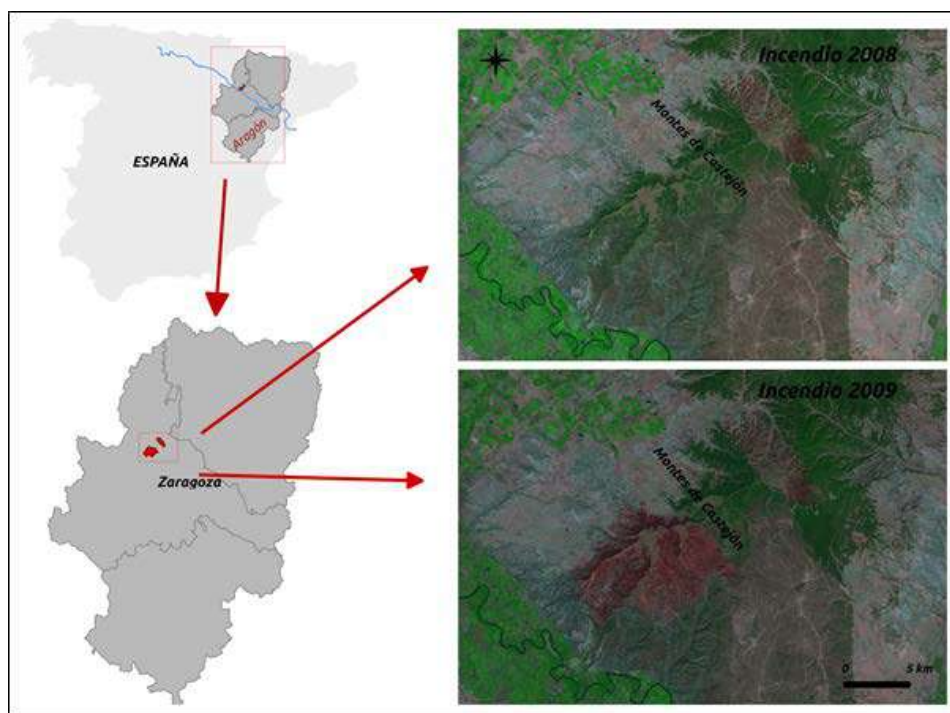 ESPAÑA
Aragón
Zaragoza
Incendio 2008
Montes de Castejón
Incendio 2009
Montes de Castejón
0 5 km